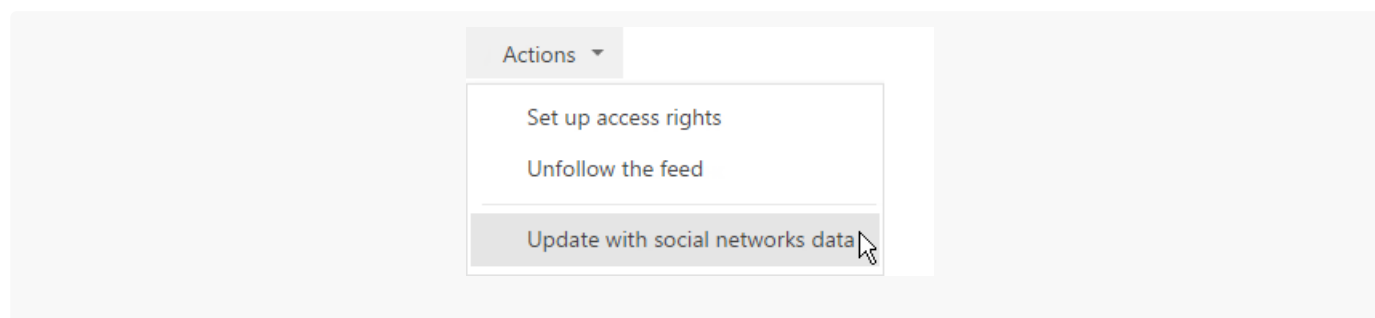 Actions
Set up access rights
Unfollow the feed
Update with social networks data